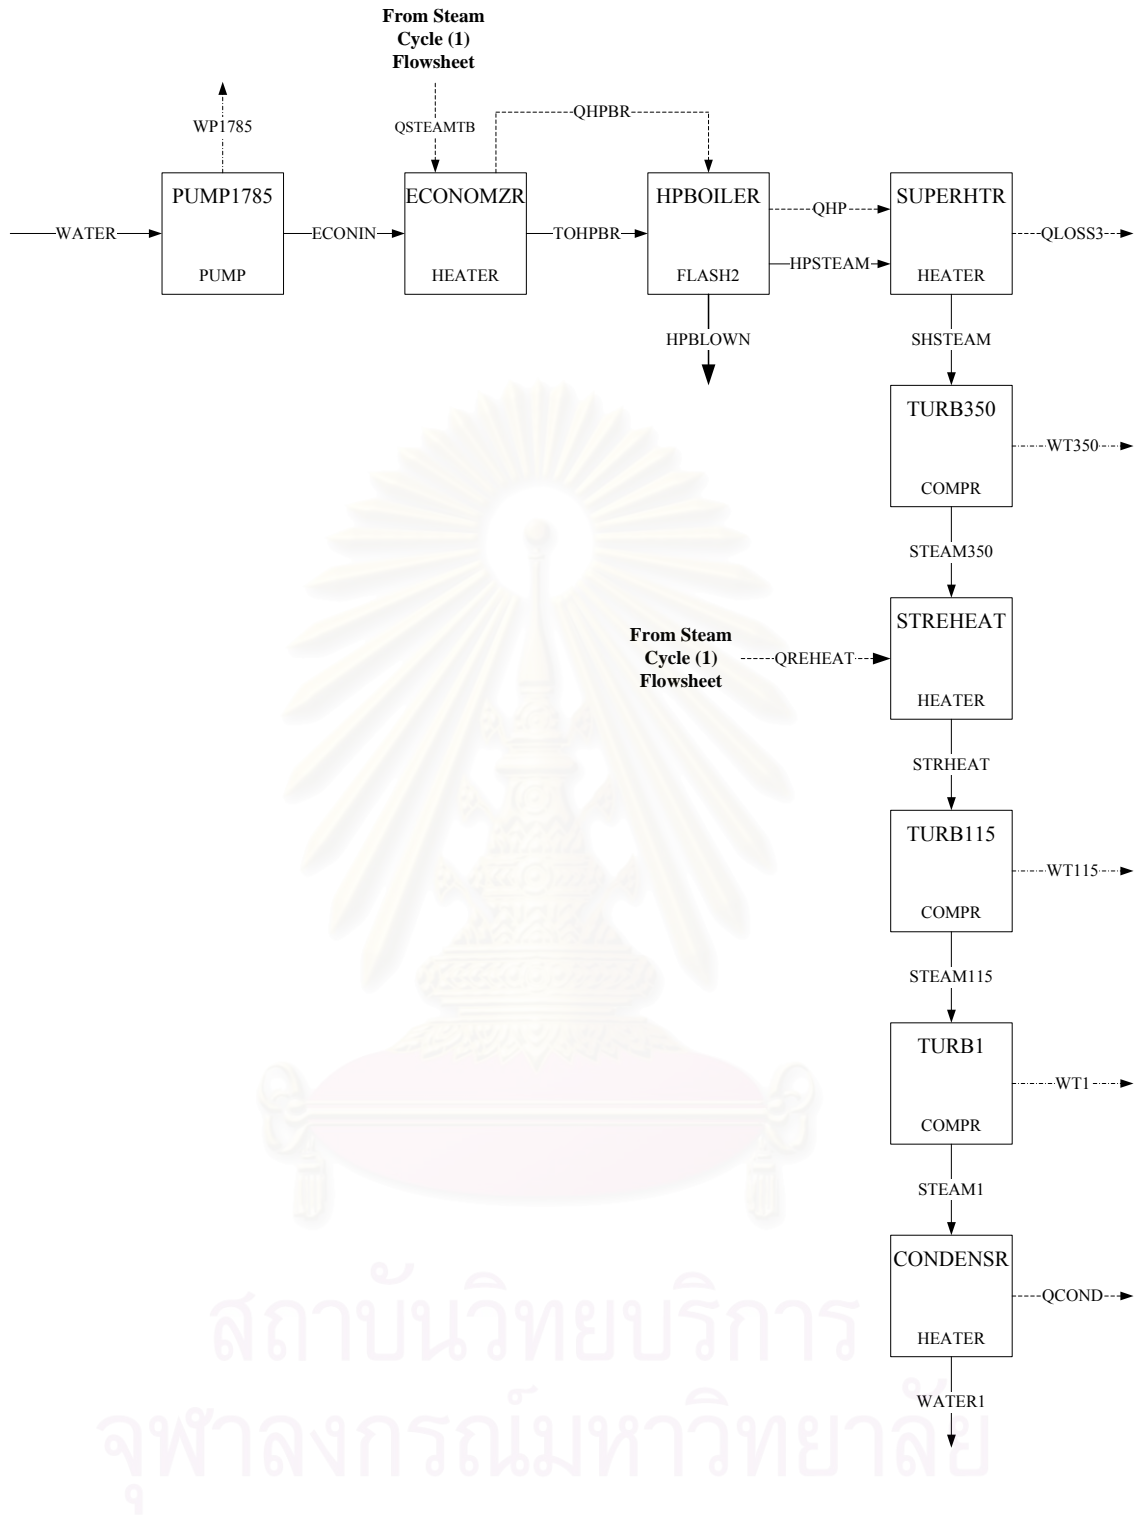 From Steam
Cycle (1)
Flowsheet
WP1785
QSTEAMTB
QHPBR
PUMP1785
ECONOMZR
HPBOILER
SUPERHTR
QHP
WATER
ECONIN
TOHPBR
QLOSS3
HPSTEAM
PUMP
HEATER
FLASH2
HEATER
HPBLOWN
SHSTEAM
TURB350
WT350
COMPR
STEAM350
STREHEAT
From Steam
Cycle (1)
Flowsheet
QREHEAT
HEATER
STRHEAT
TURB115
WT115
COMPR
STEAM115
TURB1
WT1
COMPR
STEAM1
CONDENSR
QCOND
HEATER
WATER1
สถาบันวิทยบริการ
จุฬาลงกรณ์มหาวิทยาลัย